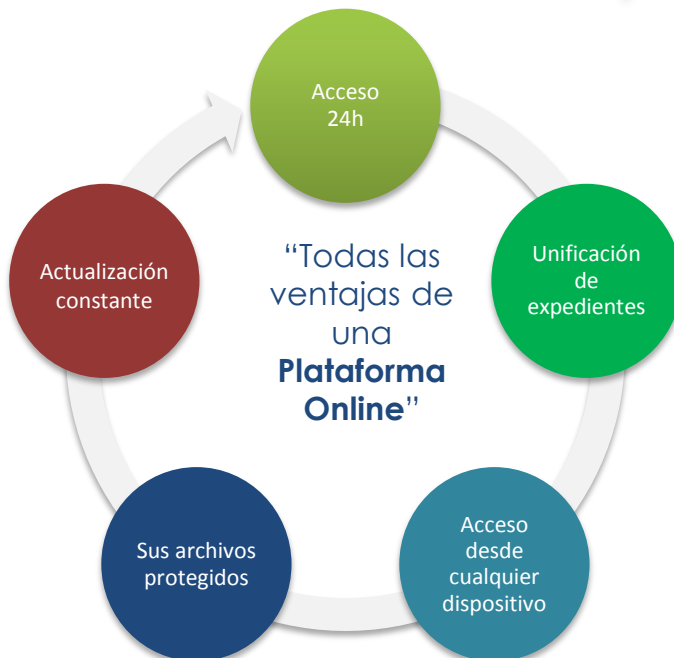 Acceso
24h
Unificación
de
expedientes
Acceso
desde
cualquier
dispositivo
Sus archivos
protegidos
Actualización
constante
“Todas las
ventajas de
una
Plataforma
Online”